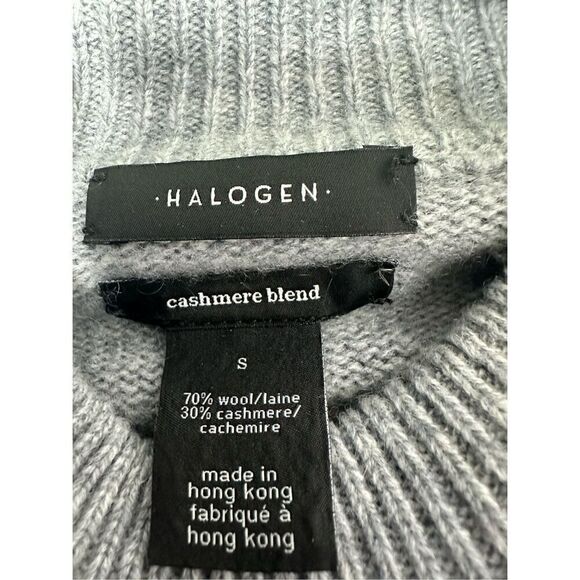 ·HALOGEN·
cashmere blend
S
70% wool/laine
30% cashmere/
cachemire
made in
hong kong
fabriqué à
hong kong